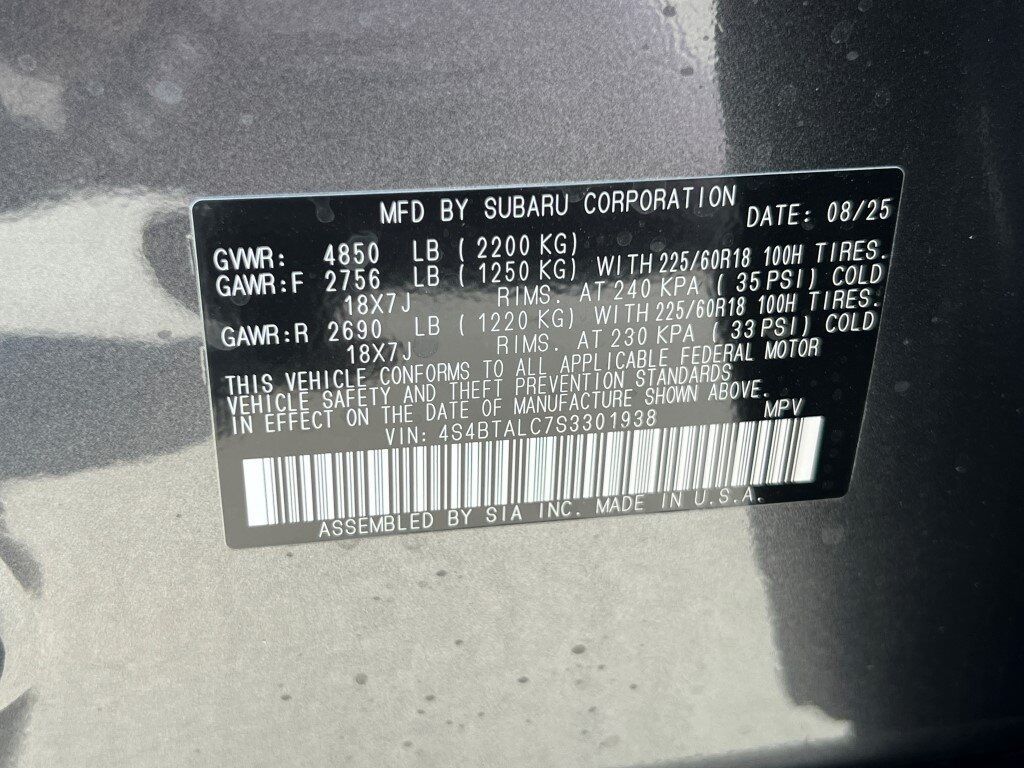 MFD BY SUBARU CORPORATION DATE: 08/25
GVWR: 4850 LB ( 2200 KG)
GAWR:F 2756 LB ( 1250 KG) WITH 225/60R18 100H TIRES.
18X7J RIMS. AT 240 KPA ( 35 PSI) COLD
GAWR:R 2690 LB ( 1220 KG) WITH 225/60R18 100H TIRES.
18X7J RIMS. AT 230 KPA 33 PSI) COLD
THIS VEHICLE CONFORMS TO ALL APPLICABLE FEDERAL MOTOR
VEHICLE SAFETY AND THEFT PREVENTION STANDARDS
IN EFFECT ON THE DATE OF MANUFACTURE SHOWN ABOVE.
VIN: 4S4BTALC7S3301938 MPV
ASSEMBLED BY SIA INC. MADE IN U.S.A.